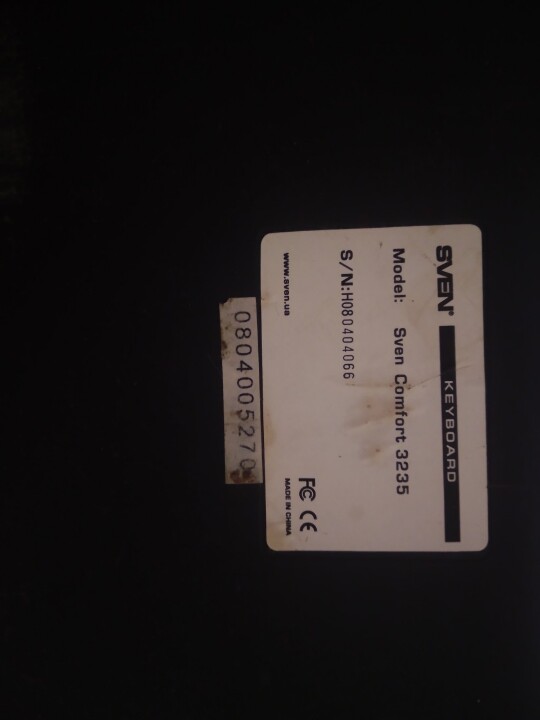 SVEN®
KEYBOARD
Model: Sven Comfort 3235
S/N:H080404066
www.sven.ua
FC CE
MADE IN CHINA
0804005270